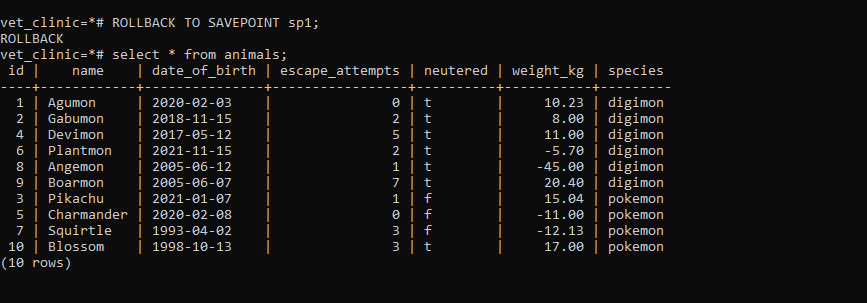 vet_clinic=*# ROLLBACK TO SAVEPOINT sp1;
ROLLBACK
vet_clinic=*# select * from animals;
 id |    name    | date_of_birth | escape_attempts | neutered | weight_kg | species
----+------------+---------------+-----------------+----------+-----------+---------
  1 | Agumon     | 2020-02-03    |               0 | t        |     10.23 | digimon
  2 | Gabumon    | 2018-11-15    |               2 | t        |      8.00 | digimon
  4 | Devimon    | 2017-05-12    |               5 | t        |     11.00 | digimon
  6 | Plantmon   | 2021-11-15    |               2 | t        |     -5.70 | digimon
  8 | Angemon    | 2005-06-12    |               1 | t        |    -45.00 | digimon
  9 | Boarmon    | 2005-06-07    |               7 | t        |     20.40 | digimon
  3 | Pikachu    | 2021-01-07    |               1 | f        |     15.04 | pokemon
  5 | Charmander | 2020-02-08    |               0 | f        |    -11.00 | pokemon
  7 | Squirtle   | 1993-04-02    |               3 | f        |    -12.13 | pokemon
 10 | Blossom    | 1998-10-13    |               3 | t        |     17.00 | pokemon
(10 rows)